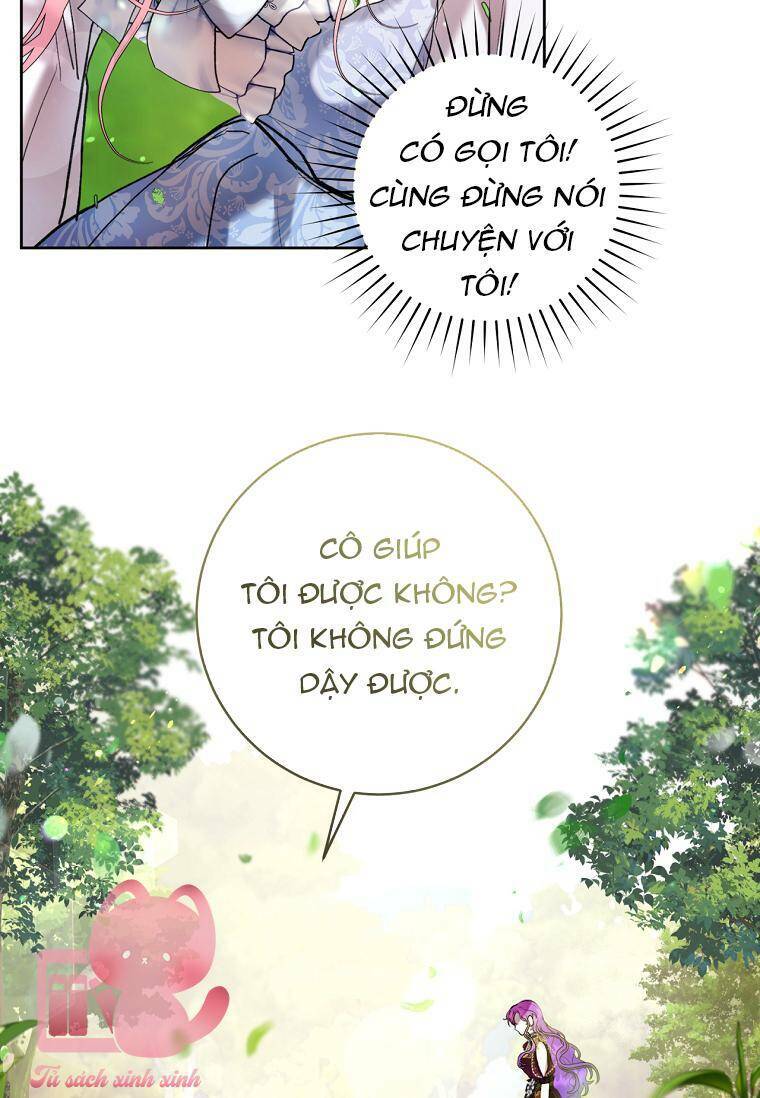 ĐỪNG
CÓ GỌI TÔI!
CÙNG ĐỪNG NÓI
CHUYỆN VỚI
TÔI!
CÔ GIÚP
TÔI ĐƯỢC KHÔNG?
TÔI KHÔNG ĐỨNG
DẬY ĐƯỢC.
Tủ sách xinh xinh